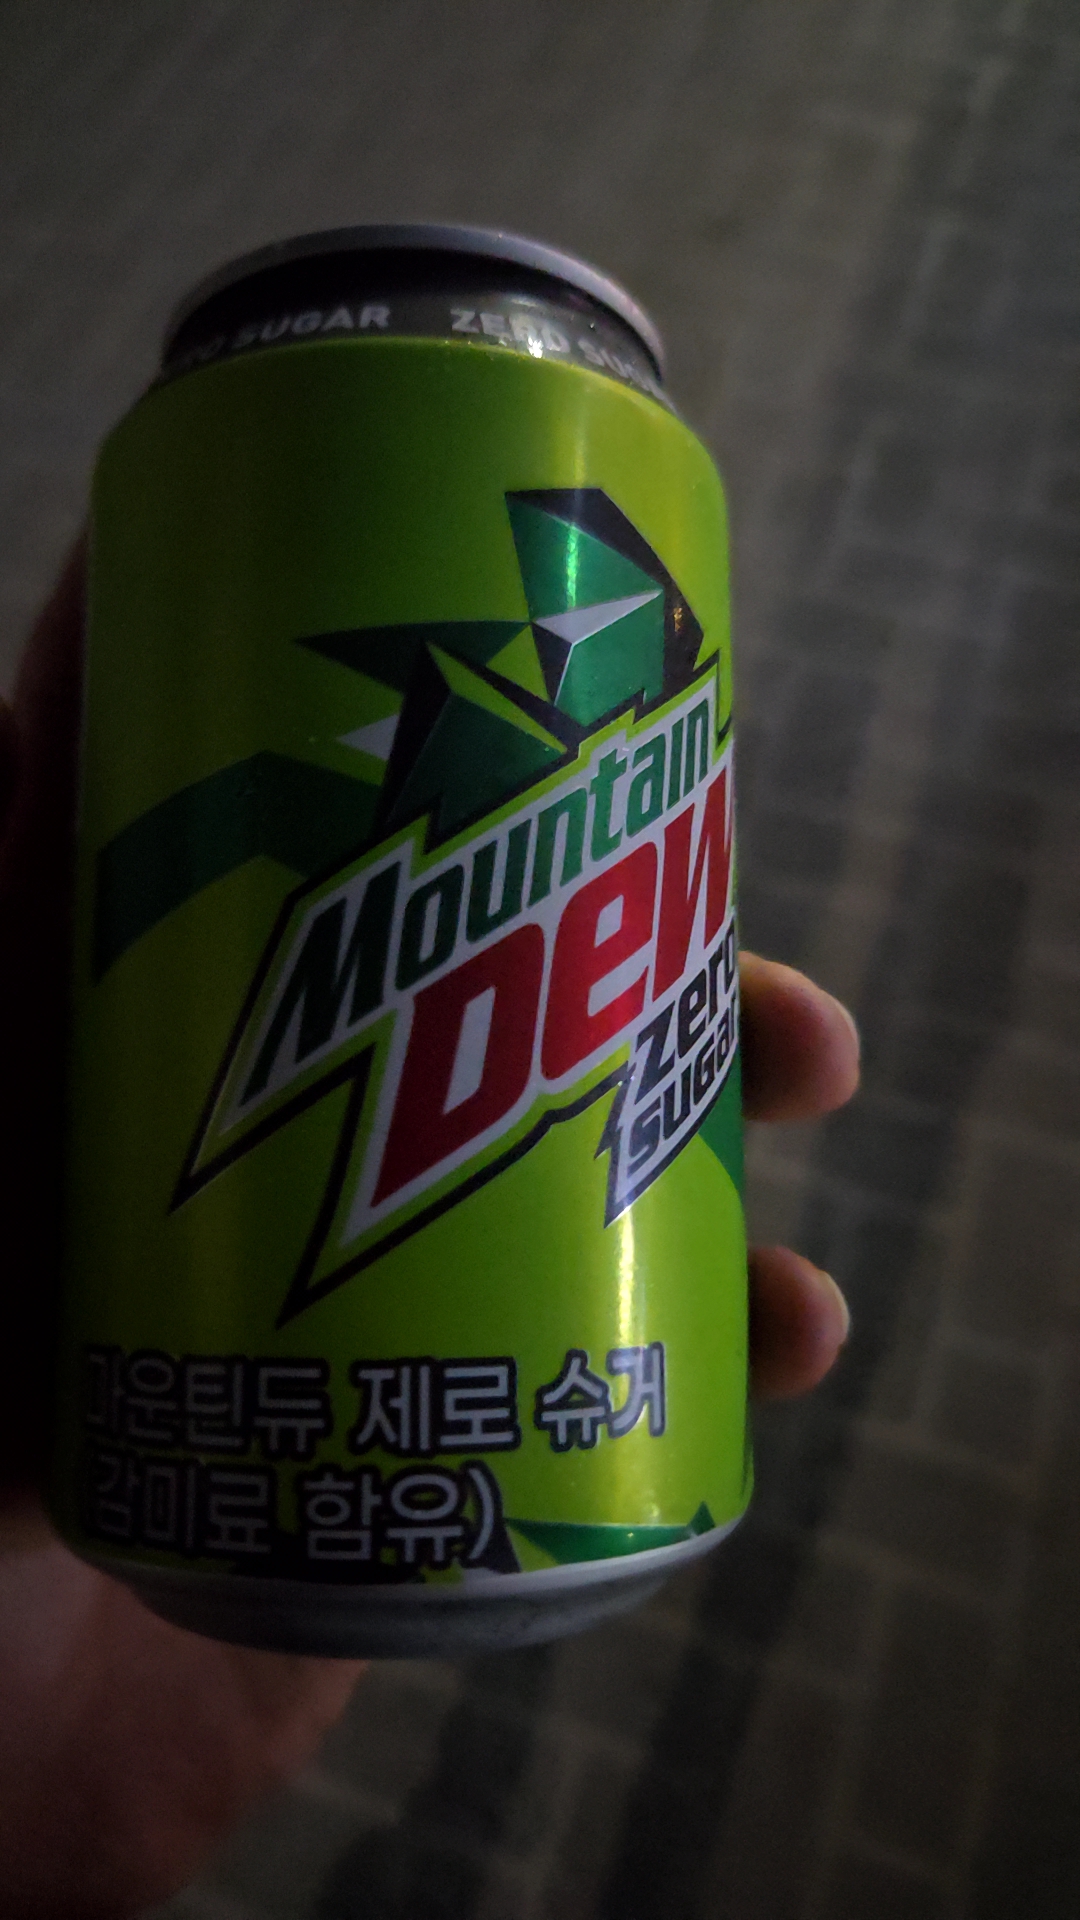 SUGAR ZERO
Mountain
Dew
zero
sugar
마운틴듀 제로 슈거
(감미료 함유)